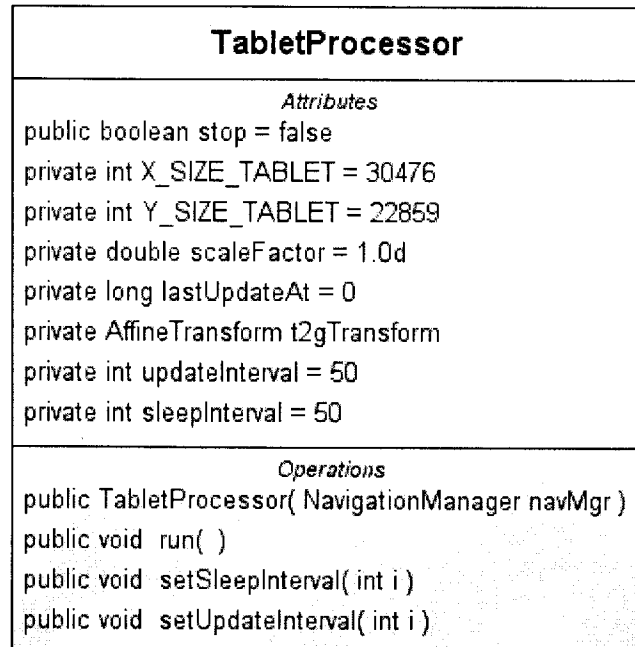 TabletProcessor
Attributes
public boolean stop = false
private int X_SIZE_TABLET = 30476
private int Y_SIZE_TABLET = 22859
private double scaleFactor = 1.0d
private long lastUpdateAt = 0
private AffineTransform t2gTransform
private int updateInterval = 50
private int sleepInterval = 50
Operations
public TabletProcessor( NavigationManager navMgr )
public void run( )
public void setSleepInterval( int i )
public void setUpdateInterval( int i )